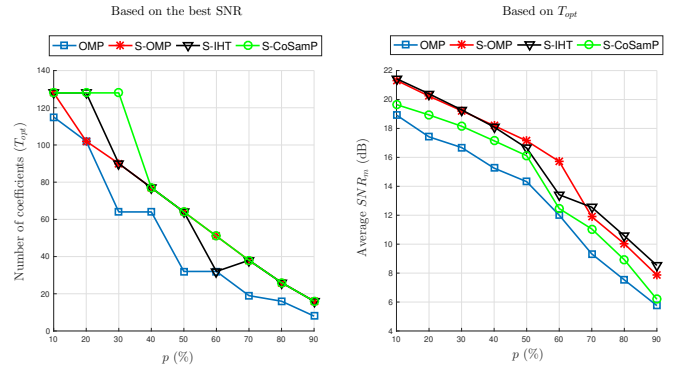 Based on the best SNR
OMP S-OMP S-IHT S-CoSamP
Number of coefficients (T_opt)
140
120
100
80
60
40
20
0
10 20 30 40 50 60 70 80 90
p (%)
Based on T_opt
OMP S-OMP S-IHT S-CoSamP
Average SNR_m (dB)
22
20
18
16
14
12
10
8
6
4
10 20 30 40 50 60 70 80 90
p (%)